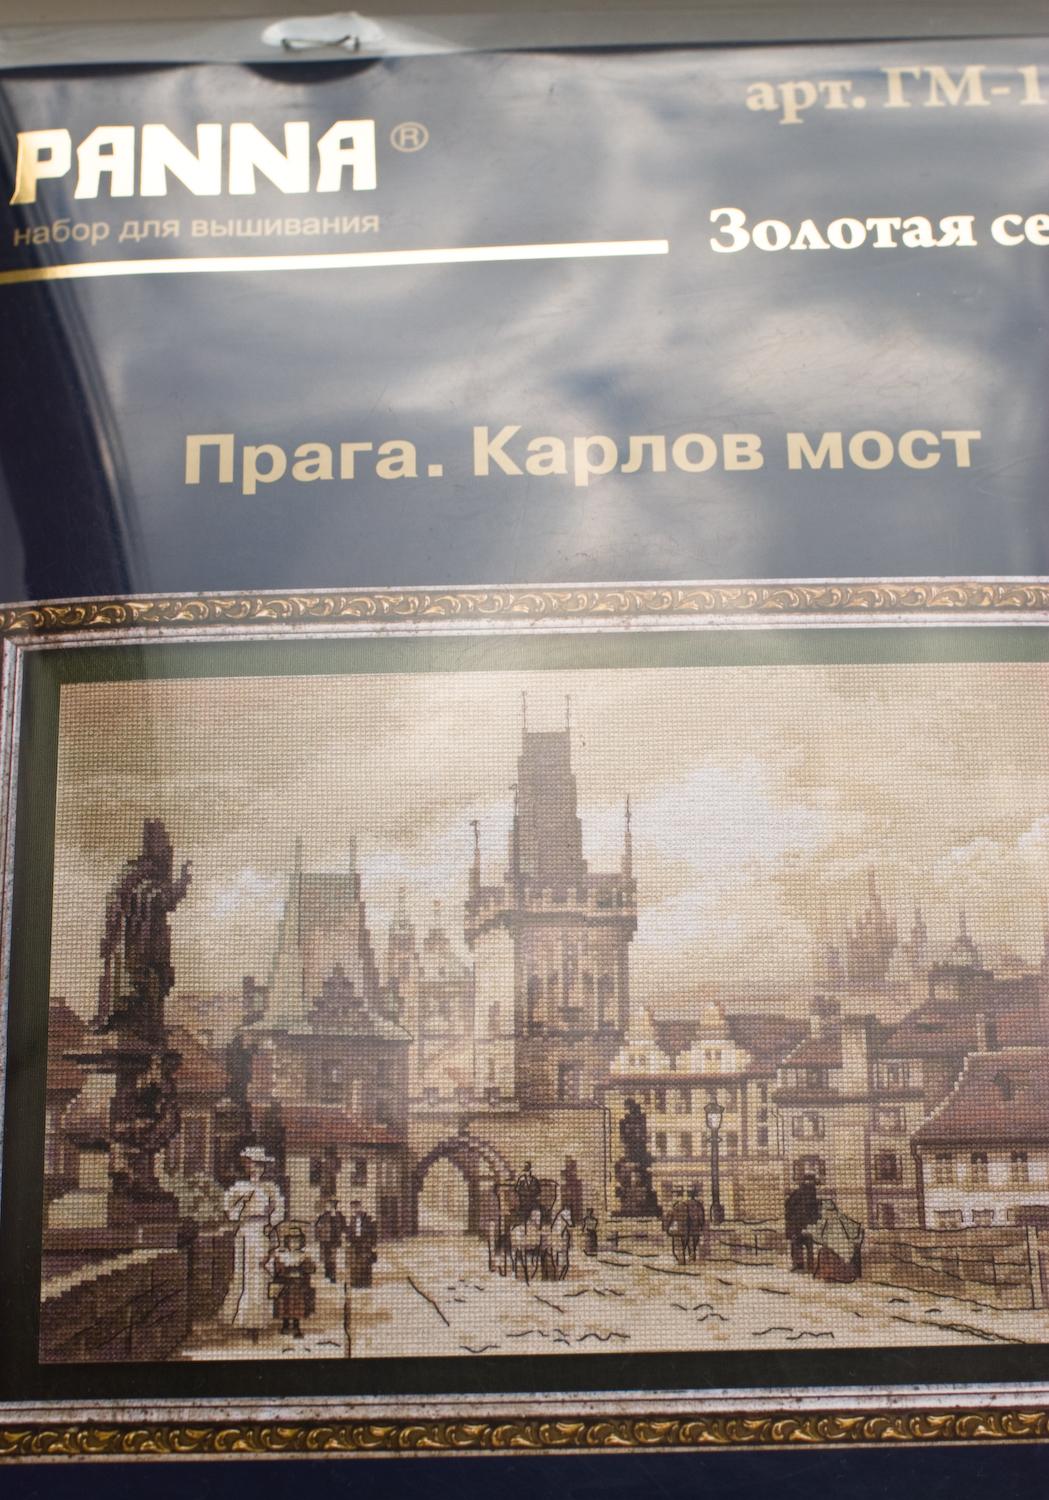 арт. ГМ-1
PANNA®
набор для вышивания
Золотая се
Прага. Карлов мост